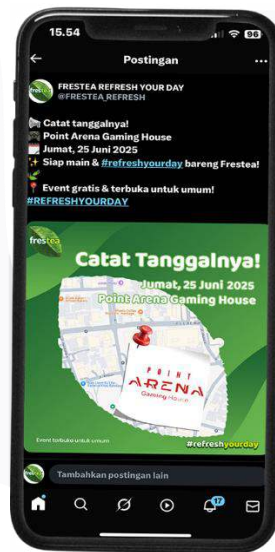 15.54
96
Postingan
frestea
FRESTEA REFRESH YOUR DAY
@FRESTEA_REFRESH
Catat tanggalnya!
Point Arena Gaming House
Jumat, 25 Juni 2025
Siap main & #refreshyourday bareng Frestea!
Event gratis & terbuka untuk umum!
#REFRESHYOURDAY
frestea
Catat Tanggalnya!
Jumat, 25 Juni 2025
Point Arena Gaming House
POINT
ARENA
Gaming House
Event terbuka untuk umum
#refreshyourday
Tambahkan postingan lain
17